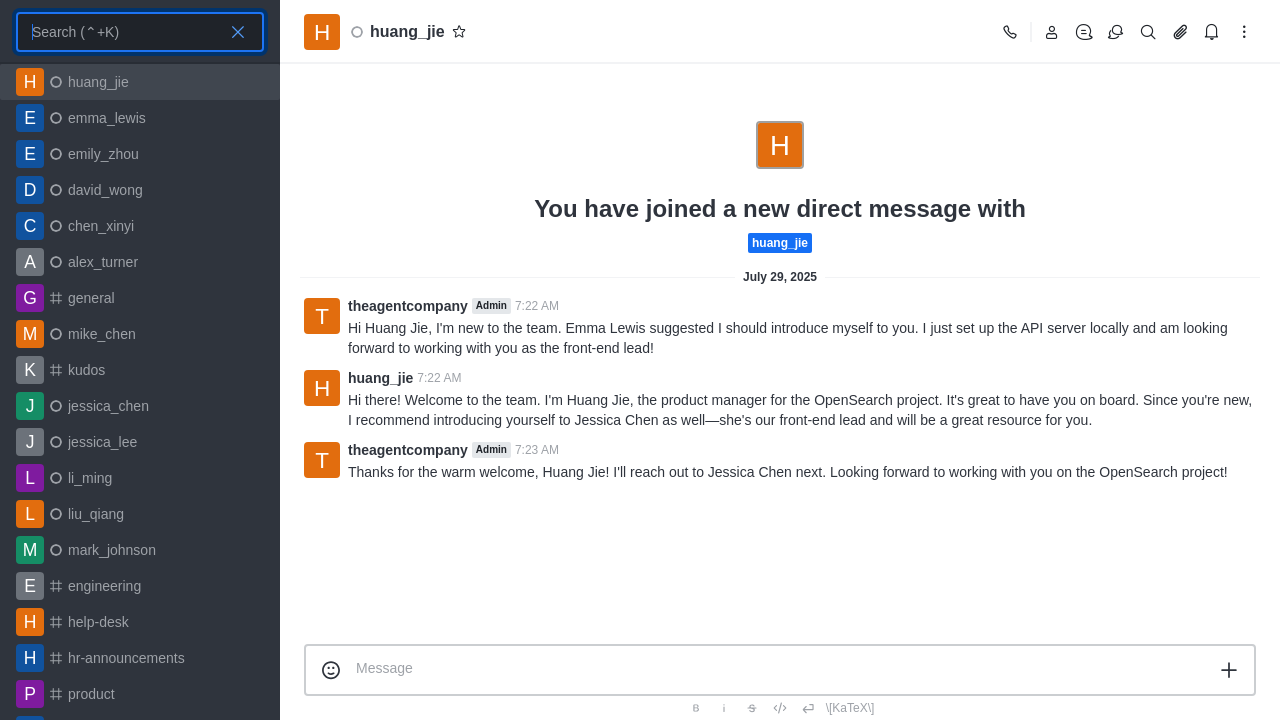 Search (⌃+K)
H huang_jie
E emma_lewis
E emily_zhou
D david_wong
C chen_xinyi
A alex_turner
G general
M mike_chen
K kudos
J jessica_chen
J jessica_lee
L li_ming
L liu_qiang
M mark_johnson
E engineering
H help-desk
H hr-announcements
P product
H huang_jie
H
You have joined a new direct message with
huang_jie
July 29, 2025
T theagentcompany Admin 7:22 AM
Hi Huang Jie, I'm new to the team. Emma Lewis suggested I should introduce myself to you. I just set up the API server locally and am looking
forward to working with you as the front-end lead!
H huang_jie 7:22 AM
Hi there! Welcome to the team. I'm Huang Jie, the product manager for the OpenSearch project. It's great to have you on board. Since you're new,
I recommend introducing yourself to Jessica Chen as well—she's our front-end lead and will be a great resource for you.
T theagentcompany Admin 7:23 AM
Thanks for the warm welcome, Huang Jie! I'll reach out to Jessica Chen next. Looking forward to working with you on the OpenSearch project!
Message
B i S \[KaTeX\]